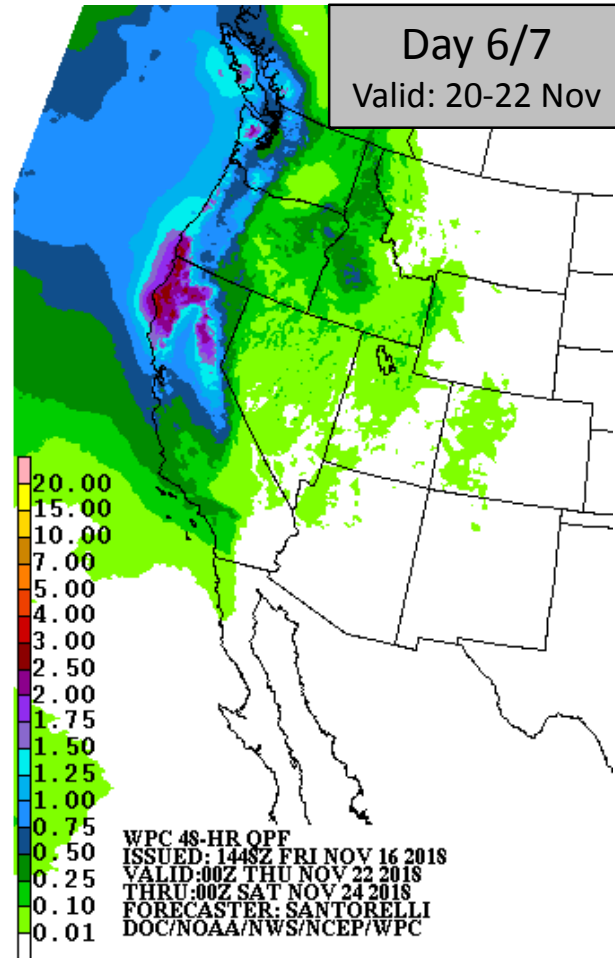 Day 6/7
Valid: 20-22 Nov
20.00
15.00
10.00
7.00
5.00
4.00
3.00
2.50
2.00
1.75
1.50
1.25
1.00
0.75
0.50
0.25
0.10
0.01
WPC 48-HR QPF
ISSUED: 1448Z FRI NOV 16 2018
VALID:00Z THU NOV 22 2018
THRU:00Z SAT NOV 24 2018
FORECASTER: SANTORELLI
DOC/NOAA/NWS/NCEP/WPC